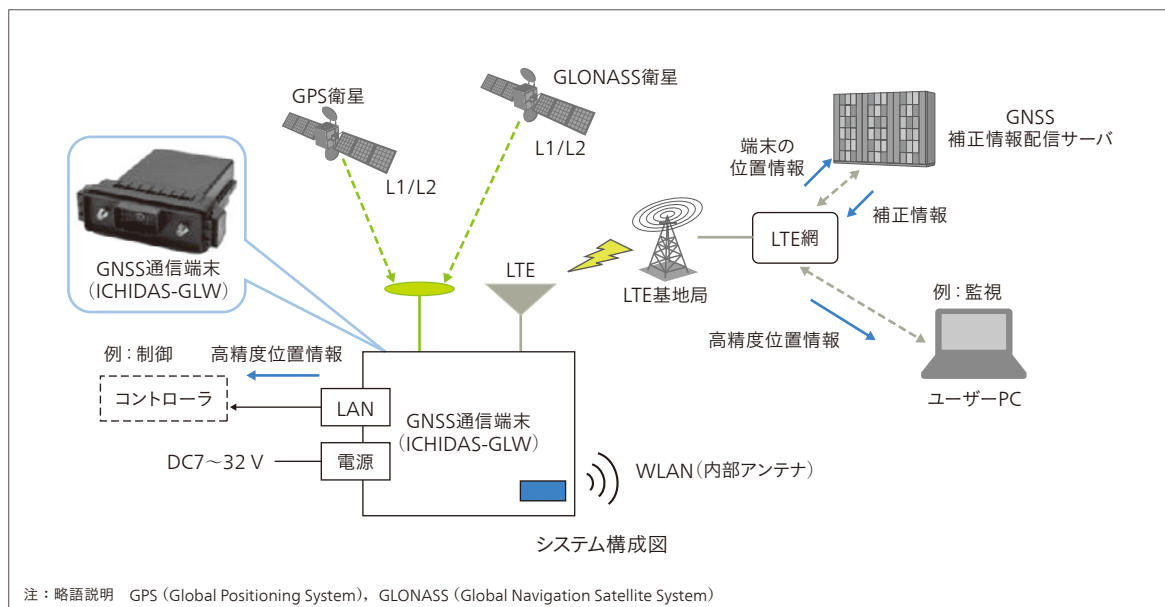 GPS衛星
L1/L2
GLONASS衛星
L1/L2
GNSS
補正情報配信サーバ
端末の
位置情報
補正情報
LTE網
LTE
LTE基地局
例：監視
高精度位置情報
ユーザーPC
GNSS通信端末
（ICHIDAS-GLW）
例：制御
高精度位置情報
コントローラ
LAN
GNSS通信端末
（ICHIDAS-GLW）
DC7～32 V
電源
WLAN（内部アンテナ）
システム構成図
注：略語説明　GPS（Global Positioning System），GLONASS（Global Navigation Satellite System）